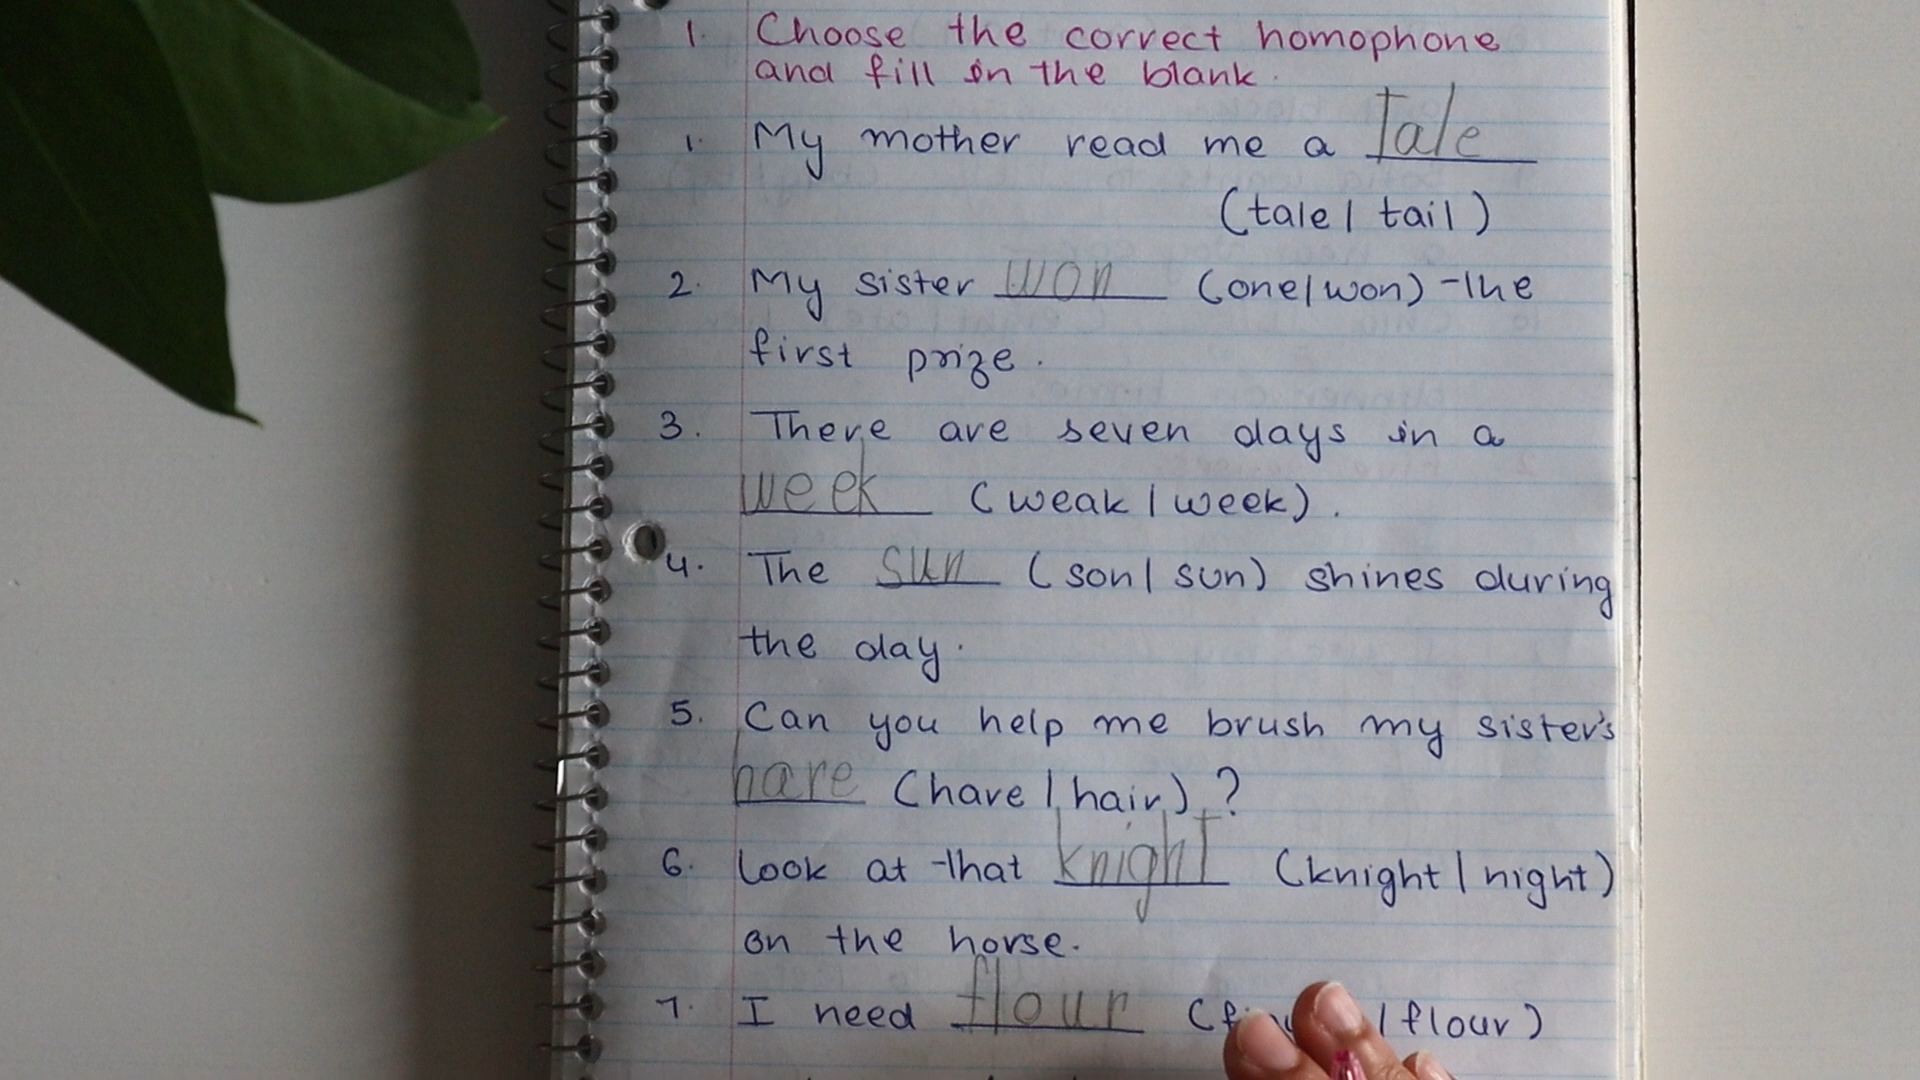 1. Choose the correct homophone
and fill in the blank.
1. My mother read me a tale
(tale / tail)
2. My sister won (one/won) the
first prize.
3. There are seven days in a
week (weak / week).
4. The sun (son / sun) shines during
the day.
5. Can you help me brush my sister's
hare (hare / hair)?
6. Look at that knight (knight / night)
on the horse.
7. I need flour ( / flour)